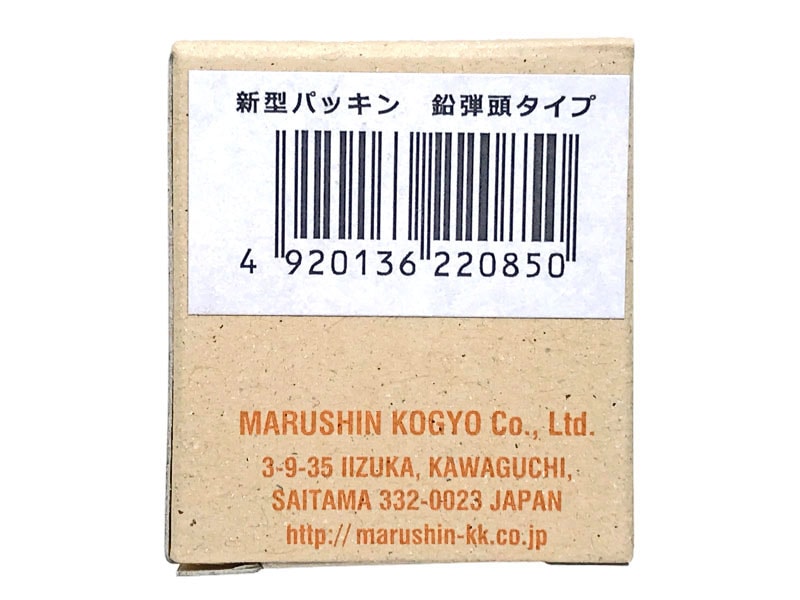 新型パッキン　鉛弾頭タイプ
4 920136 220850
MARUSHIN KOGYO Co., Ltd.
3-9-35 IIZUKA, KAWAGUCHI,
SAITAMA 332-0023 JAPAN
http://marushin-kk.co.jp